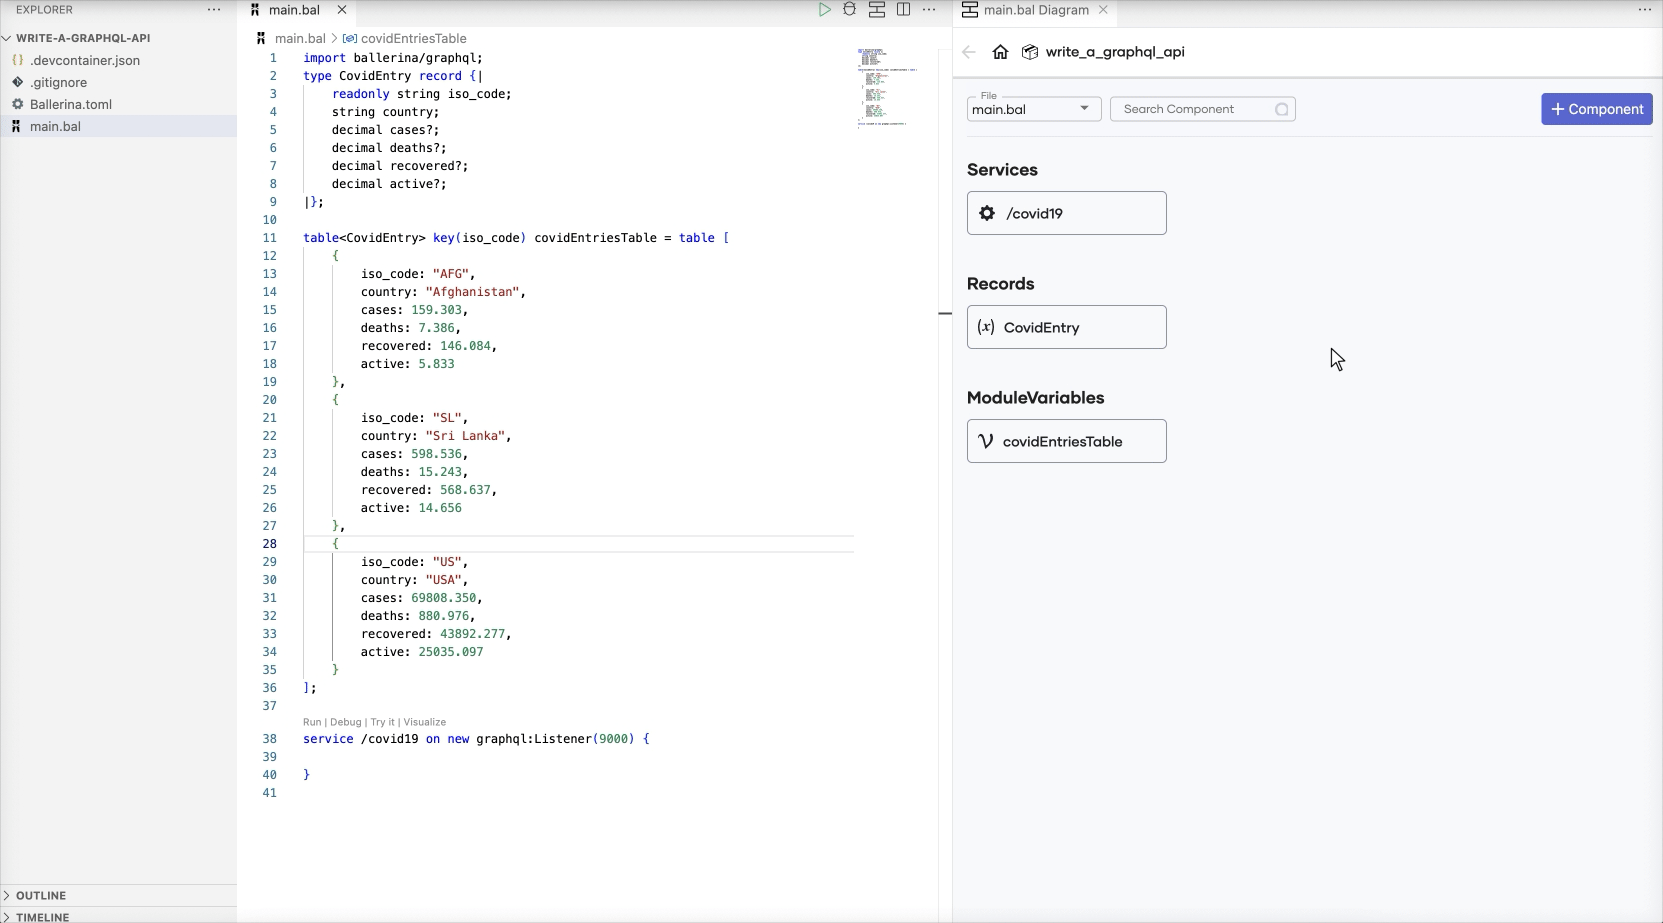 EXPLORER
WRITE-A-GRAPHQL-API
.devcontainer.json
.gitignore
Ballerina.toml
main.bal
OUTLINE
TIMELINE
main.bal
main.bal > covidEntriesTable
1 import ballerina/graphql;
2 type CovidEntry record {|
3 readonly string iso_code;
4 string country;
5 decimal cases?;
6 decimal deaths?;
7 decimal recovered?;
8 decimal active?;
9 |};
10
11 table<CovidEntry> key(iso_code) covidEntriesTable = table [
12 {
13 iso_code: "AFG",
14 country: "Afghanistan",
15 cases: 159.303,
16 deaths: 7.386,
17 recovered: 146.084,
18 active: 5.833
19 },
20 {
21 iso_code: "SL",
22 country: "Sri Lanka",
23 cases: 598.536,
24 deaths: 15.243,
25 recovered: 568.637,
26 active: 14.656
27 },
28 {
29 iso_code: "US",
30 country: "USA",
31 cases: 69808.350,
32 deaths: 880.976,
33 recovered: 43892.277,
34 active: 25035.097
35 }
36 ];
37
Run | Debug | Try it | Visualize
38 service /covid19 on new graphql:Listener(9000) {
39
40 }
41
main.bal Diagram
write_a_graphql_api
File
main.bal
Search Component
+ Component
Services
/covid19
Records
(x) CovidEntry
ModuleVariables
covidEntriesTable